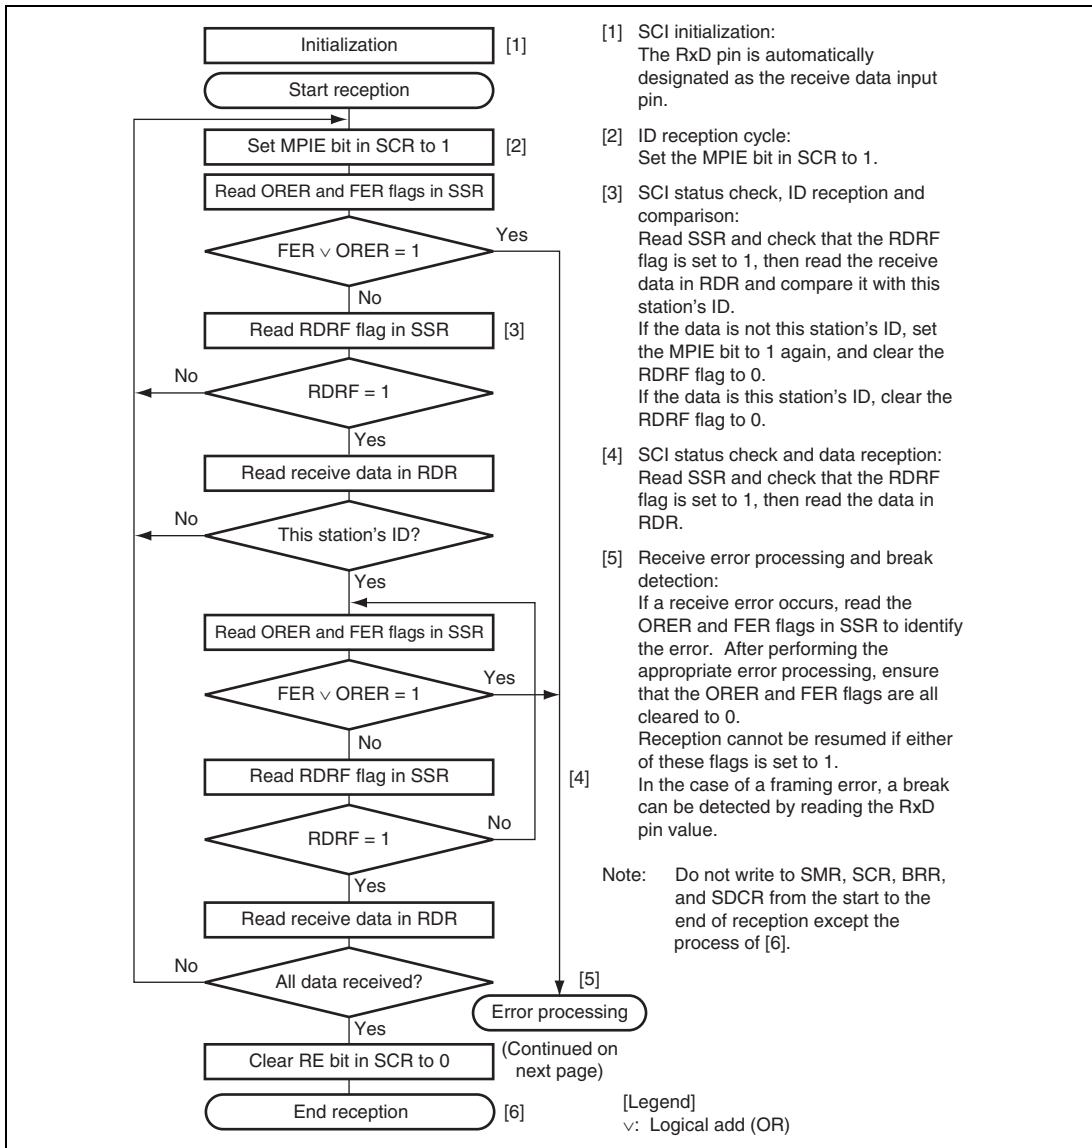 Initialization
[1]
Start reception
Set MPIE bit in SCR to 1
[2]
Read ORER and FER flags in SSR
Yes
FER ∨ ORER = 1
No
Read RDRF flag in SSR
[3]
No
RDRF = 1
Yes
Read receive data in RDR
No
This station's ID?
Yes
Read ORER and FER flags in SSR
Yes
FER ∨ ORER = 1
No
Read RDRF flag in SSR
[4]
No
RDRF = 1
Yes
Read receive data in RDR
No
All data received?
[5]
Error processing
Yes
Clear RE bit in SCR to 0
(Continued on
next page)
End reception
[6]
[1] SCI initialization:
The RxD pin is automatically
designated as the receive data input
pin.
[2] ID reception cycle:
Set the MPIE bit in SCR to 1.
[3] SCI status check, ID reception and
comparison:
Read SSR and check that the RDRF
flag is set to 1, then read the receive
data in RDR and compare it with this
station's ID.
If the data is not this station's ID, set
the MPIE bit to 1 again, and clear the
RDRF flag to 0.
If the data is this station's ID, clear the
RDRF flag to 0.
[4] SCI status check and data reception:
Read SSR and check that the RDRF
flag is set to 1, then read the data in
RDR.
[5] Receive error processing and break
detection:
If a receive error occurs, read the
ORER and FER flags in SSR to identify
the error. After performing the
appropriate error processing, ensure
that the ORER and FER flags are all
cleared to 0.
Reception cannot be resumed if either
of these flags is set to 1.
In the case of a framing error, a break
can be detected by reading the RxD
pin value.
Note: Do not write to SMR, SCR, BRR,
and SDCR from the start to the
end of reception except the
process of [6].
[Legend]
∨: Logical add (OR)